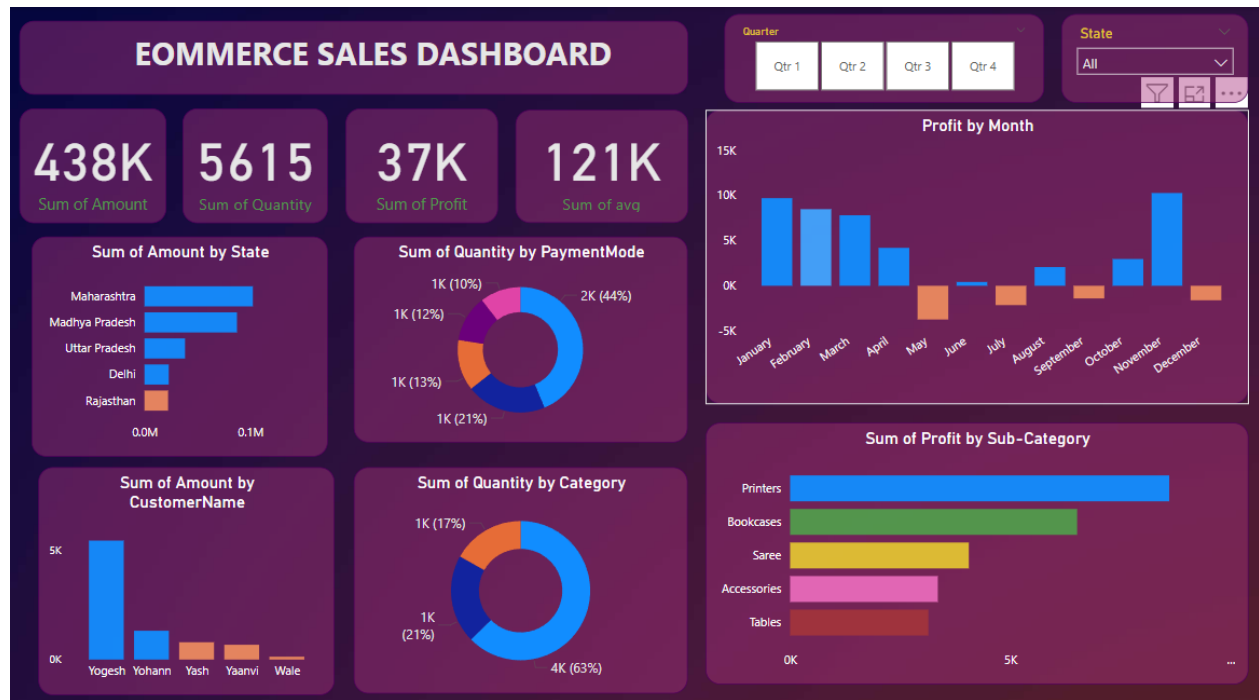 EOMMERCE SALES DASHBOARD
Quarter
Qtr 1
Qtr 2
Qtr 3
Qtr 4
State
All
438K
Sum of Amount
5615
Sum of Quantity
37K
Sum of Profit
121K
Sum of avg
Profit by Month
15K
10K
5K
0K
-5K
January
February
March
April
May
June
July
August
September
October
November
December
Sum of Amount by State
Maharashtra
Madhya Pradesh
Uttar Pradesh
Delhi
Rajasthan
0.0M
0.1M
Sum of Quantity by PaymentMode
1K (10%)
2K (44%)
1K (12%)
1K (13%)
1K (21%)
Sum of Amount by
CustomerName
5K
0K
Yogesh
Yohann
Yash
Yaanvi
Wale
Sum of Quantity by Category
1K (17%)
1K
(21%)
4K (63%)
Sum of Profit by Sub-Category
Printers
Bookcases
Saree
Accessories
Tables
0K
5K
...